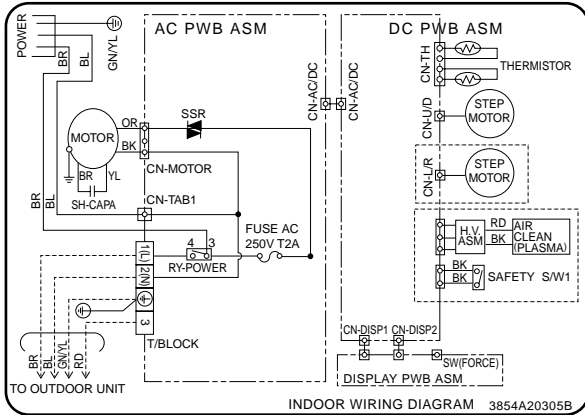 POWER
BR
BL
GN/YL
AC PWB ASM
DC PWB ASM
CN-AC/DC
CN-AC/DC
CN-TH
THERMISTOR
CN-U/D
STEP
MOTOR
CN-L/R
STEP
MOTOR
MOTOR
OR
BK
BR
YL
SH-CAPA
SSR
CN-MOTOR
CN-TAB1
BR
BL
FUSE AC
250V T2A
4
3
RY-POWER
1(L)
2(N)
3
T/BLOCK
H.V.
ASM
RD
BK
AIR
CLEAN
(PLASMA)
BK
BK
SAFETY S/W1
CN-DISP1
CN-DISP2
SW(FORCE)
DISPLAY PWB ASM
BR
BL
GN/YL
RD
TO OUTDOOR UNIT
INDOOR WIRING DIAGRAM
3854A20305B